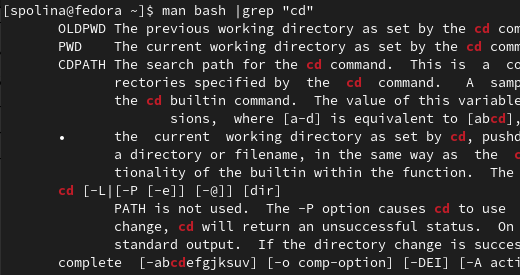 [spolina@fedora ~]$ man bash |grep "cd"
OLDPWD The previous working directory as set by the cd com
PWD    The current working directory as set by the cd comm
CDPATH The search path for the cd command.  This is  a  co
rectories specified by  the  cd  command.   A  samp
the cd builtin command.  The value of this variable
sions,  where [a-d] is equivalent to [abcd],
•      the  current  working directory as set by cd, pushd
a directory or filename, in the same way as  the  c
tionality of the builtin within the function.  The
cd [-L|[-P [-e]] [-@]] [dir]
PATH is not used.  The -P option causes cd to use
change, cd will return an unsuccessful status.  On
standard output.  If the directory change is succes
complete  [-abcdefgjksuv] [-o comp-option] [-DEI] [-A acti